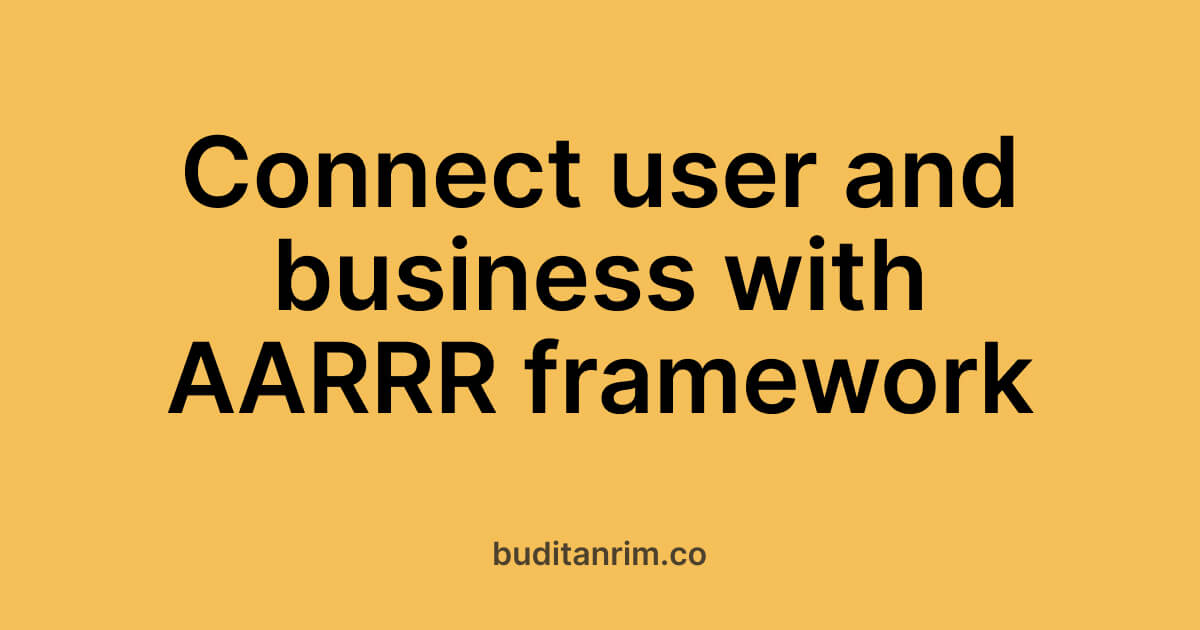 Connect user and
business with
AARRR framework
buditanrim.co